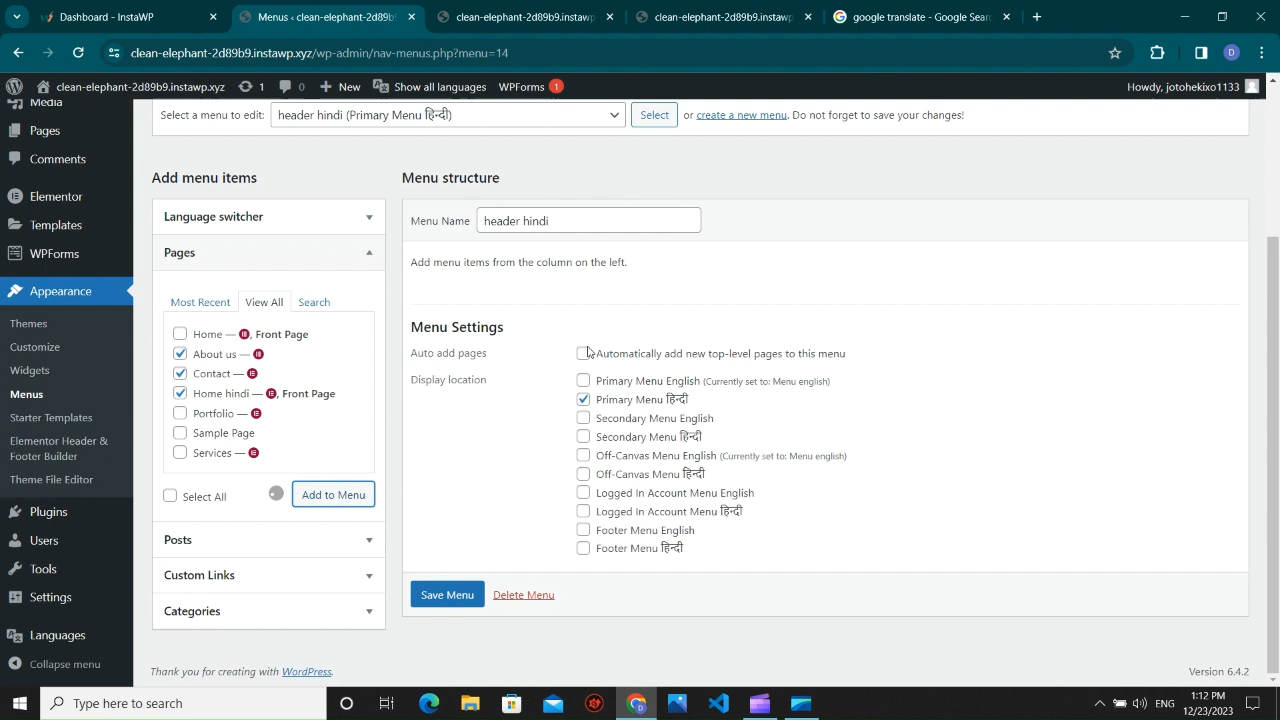 Dashboard - InstaWP
Menus ‹ clean-elephant-2d89b9
clean-elephant-2d89b9.instawp
clean-elephant-2d89b9.instawp
google translate - Google Sear
clean-elephant-2d89b9.instawp.xyz/wp-admin/nav-menus.php?menu=14
D
clean-elephant-2d89b9.instawp.xyz 1 0 New Show all languages WPForms 1 Howdy, jotohekixo1133
Media
Pages
Comments
Elementor
Templates
WPForms
Appearance
Themes
Customize
Widgets
Menus
Starter Templates
Elementor Header &
Footer Builder
Theme File Editor
Plugins
Users
Tools
Settings
Languages
Collapse menu
Select a menu to edit: header hindi (Primary Menu हिन्दी) Select or create a new menu. Do not forget to save your changes!
Add menu items
Language switcher
Pages
Most Recent View All Search
Home — , Front Page
About us —
Contact —
Home hindi — , Front Page
Portfolio —
Sample Page
Services —
Select All Add to Menu
Posts
Custom Links
Categories
Menu structure
Menu Name header hindi
Add menu items from the column on the left.
Menu Settings
Auto add pages Automatically add new top-level pages to this menu
Display location Primary Menu English (Currently set to: Menu english)
Primary Menu हिन्दी
Secondary Menu English
Secondary Menu हिन्दी
Off-Canvas Menu English (Currently set to: Menu english)
Off-Canvas Menu हिन्दी
Logged In Account Menu English
Logged In Account Menu हिन्दी
Footer Menu English
Footer Menu हिन्दी
Save Menu Delete Menu
Thank you for creating with WordPress. Version 6.4.2
Type here to search
ENG
1:12 PM
12/23/2023